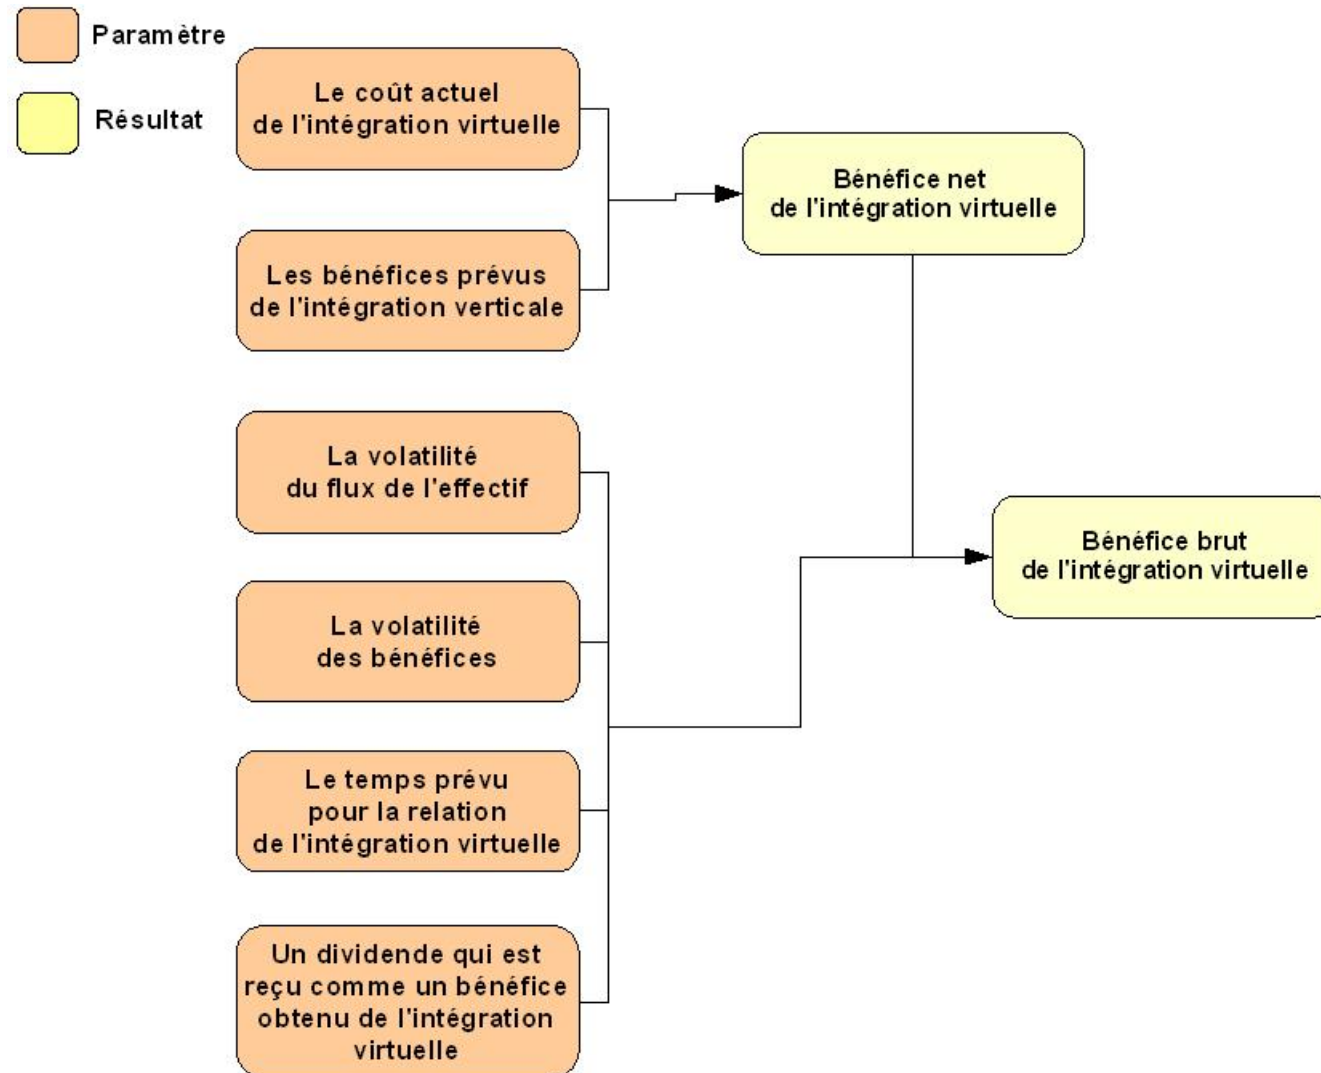 Paramètre
Résultat
Le coût actuel
de l'intégration virtuelle
Les bénéfices prévus
de l'intégration verticale
La volatilité
du flux de l'effectif
La volatilité
des bénéfices
Le temps prévu
pour la relation
de l'intégration virtuelle
Un dividende qui est
reçu comme un bénéfice
obtenu de l'intégration
virtuelle
Bénéfice net
de l'intégration virtuelle
Bénéfice brut
de l'intégration virtuelle